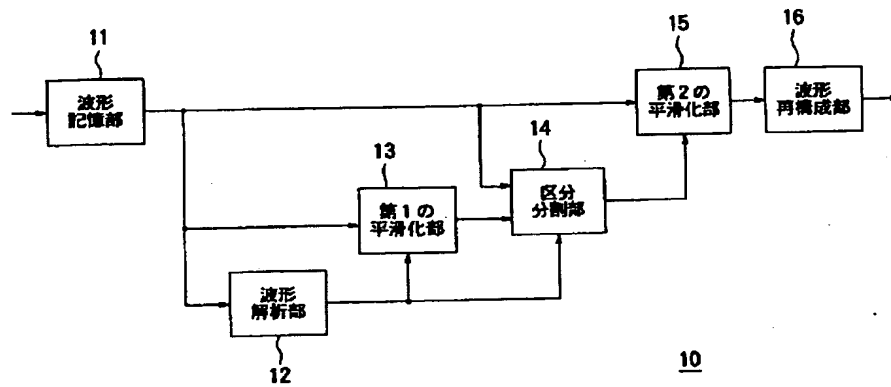 11
波形
記憶部
15
第2の
平滑化部
16
波形
再構成部
13
第1の
平滑化部
14
区分
分割部
波形
解析部
12
10